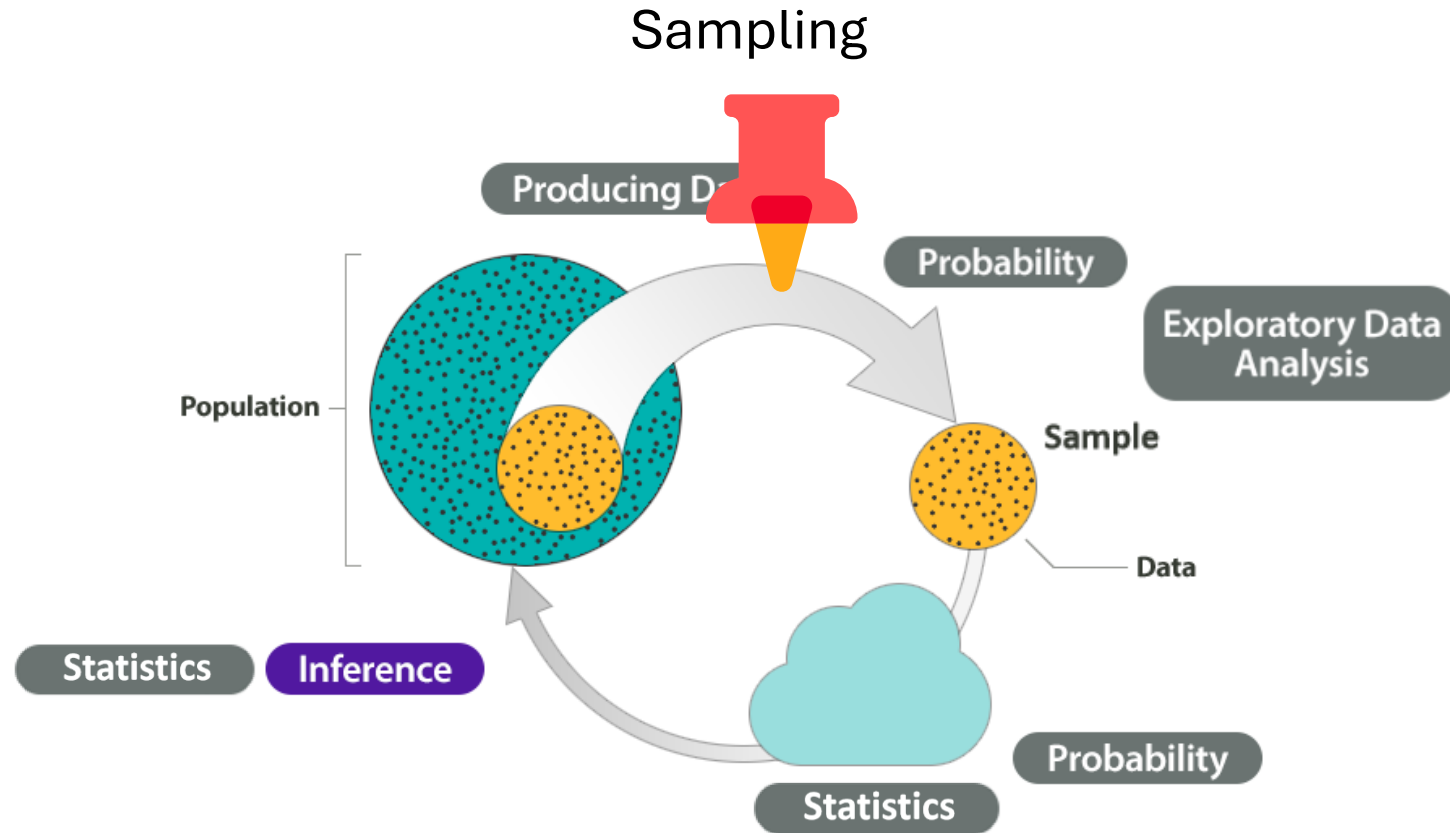 Sampling
Producing Da
Probability
Exploratory Data
Analysis
Population
Sample
Data
Statistics
Inference
Probability
Statistics